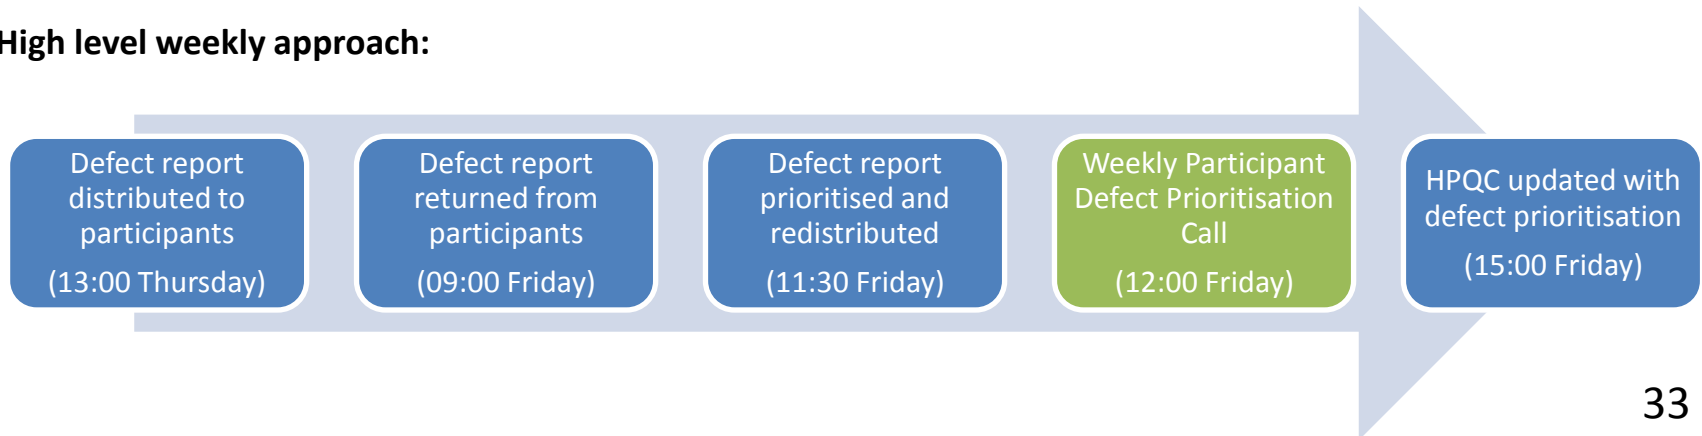 High level weekly approach:
Defect report
distributed to
participants
(13:00 Thursday)
Defect report
returned from
participants
(09:00 Friday)
Defect report
prioritised and
redistributed
(11:30 Friday)
Weekly Participant
Defect Prioritisation
Call
(12:00 Friday)
HPQC updated with
defect prioritisation
(15:00 Friday)
33